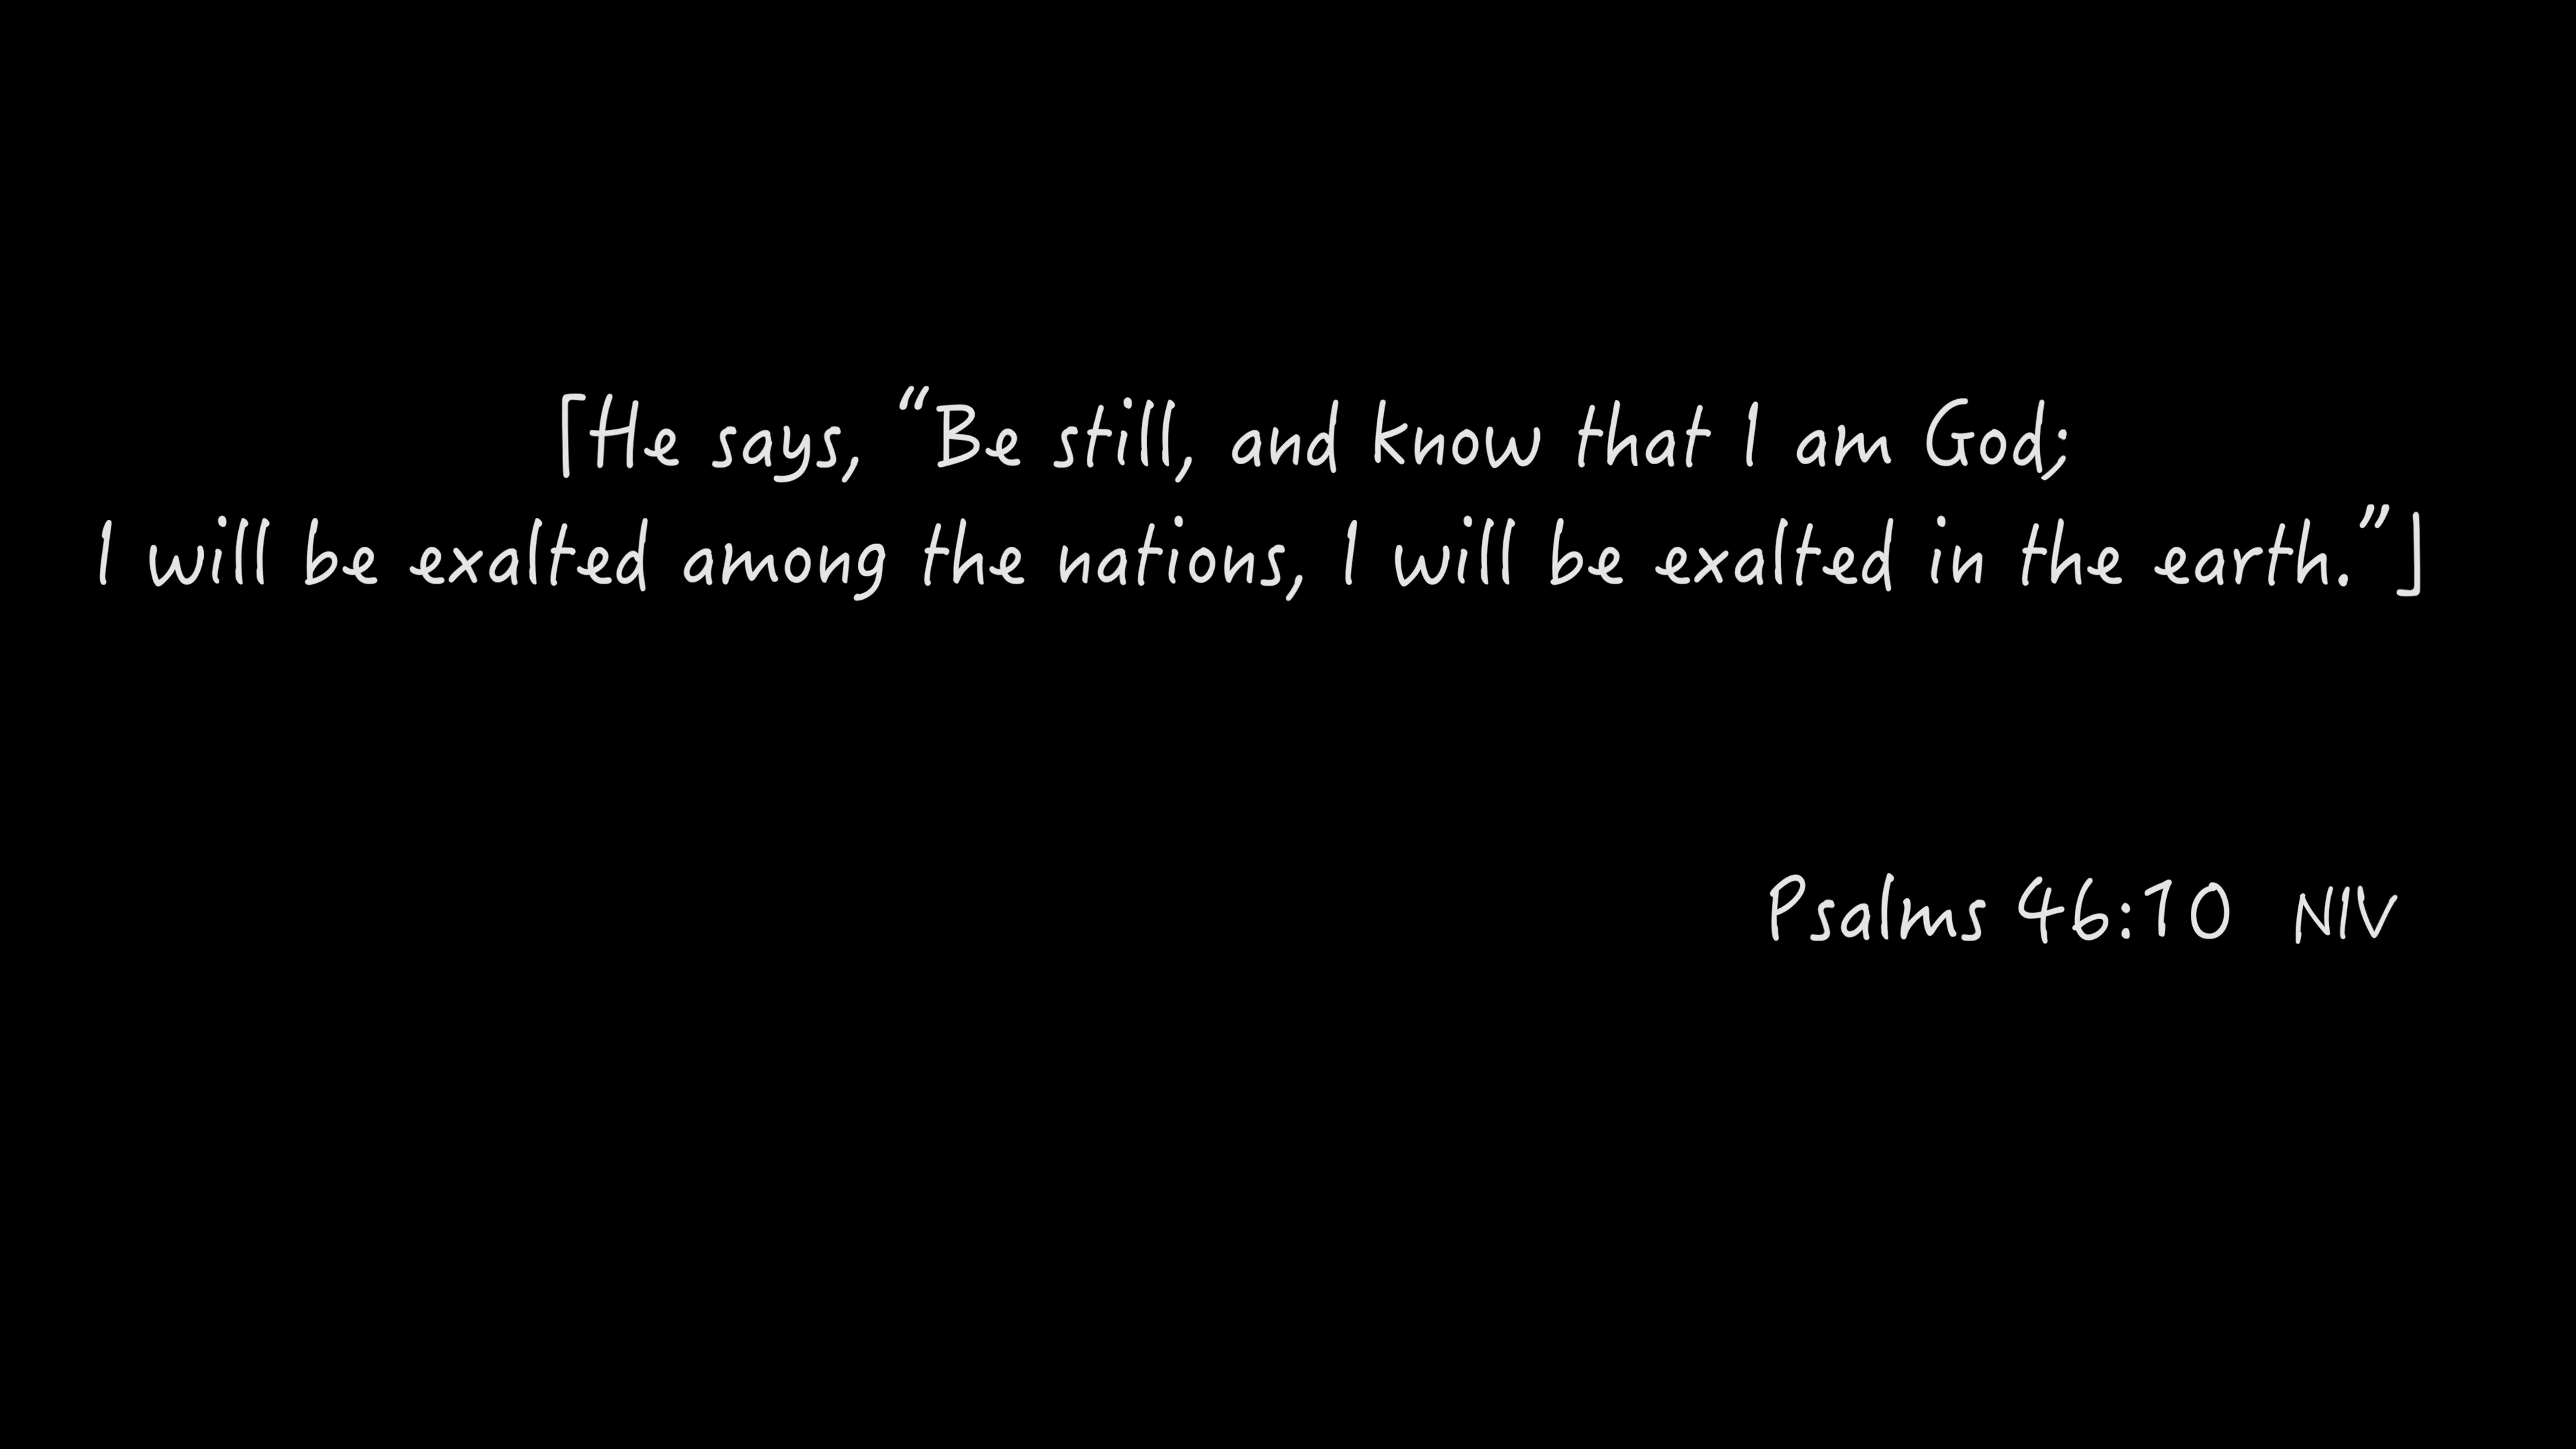 「He says, “Be still, and know that I am God;
I will be exalted among the nations, I will be exalted in the earth.”」
Psalms 46:10 NIV